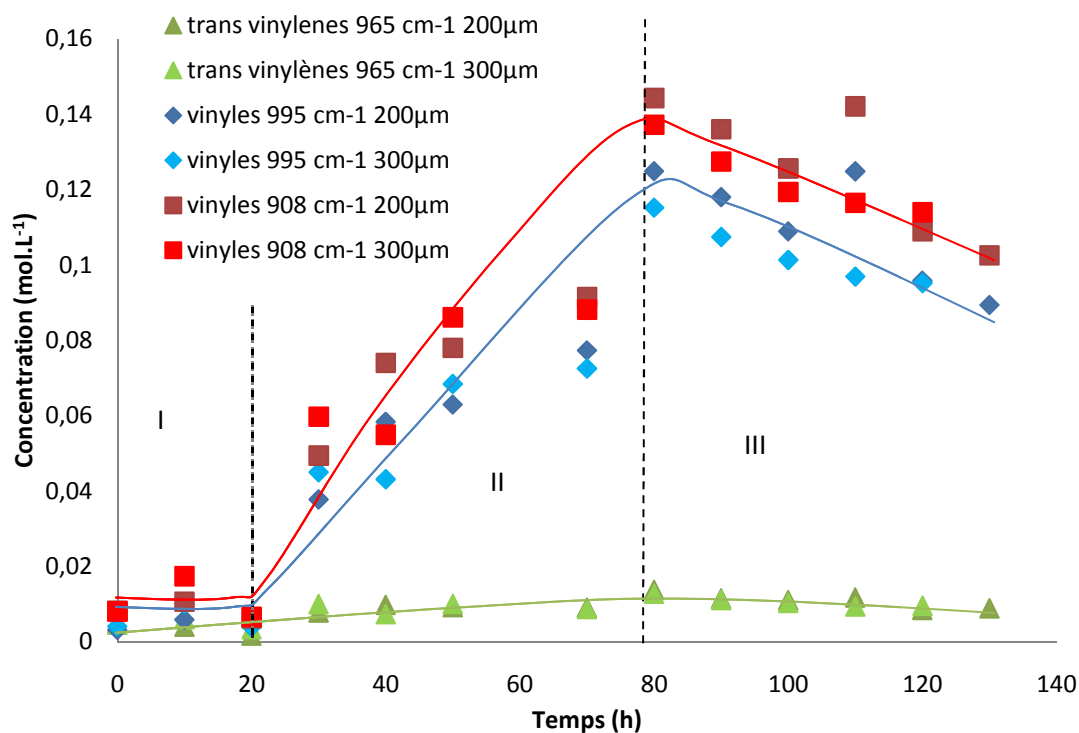 trans vinylenes 965 cm-1 200µm
trans vinylènes 965 cm-1 300µm
vinyles 995 cm-1 200µm
vinyles 995 cm-1 300µm
vinyles 908 cm-1 200µm
vinyles 908 cm-1 300µm
Concentration (mol.L-1)
0,16
0,14
0,12
0,1
0,08
0,06
0,04
0,02
0
I
II
III
0 20 40 60 80 100 120 140
Temps (h)